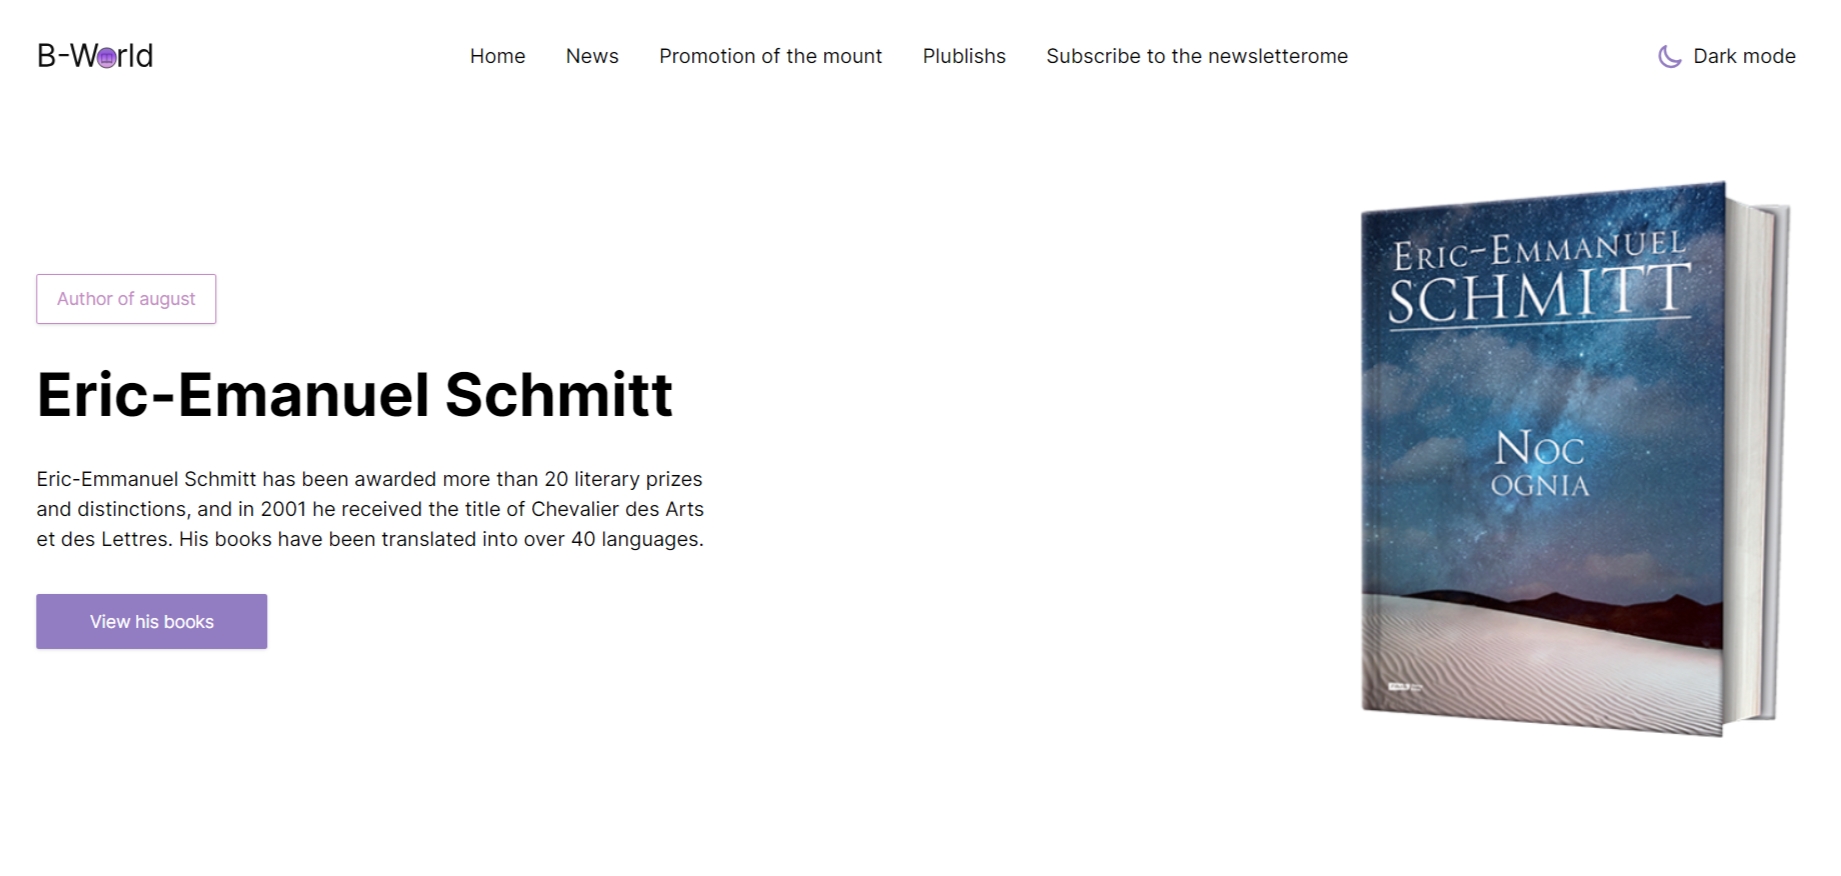 B-World
Home
News
Promotion of the mount
Plublishs
Subscribe to the newsletterome
Dark mode
Author of august
Eric-Emanuel Schmitt
Eric-Emmanuel Schmitt has been awarded more than 20 literary prizes
and distinctions, and in 2001 he received the title of Chevalier des Arts
et des Lettres. His books have been translated into over 40 languages.
View his books
ERIC-EMMANUEL
SCHMITT
NOC
OGNIA